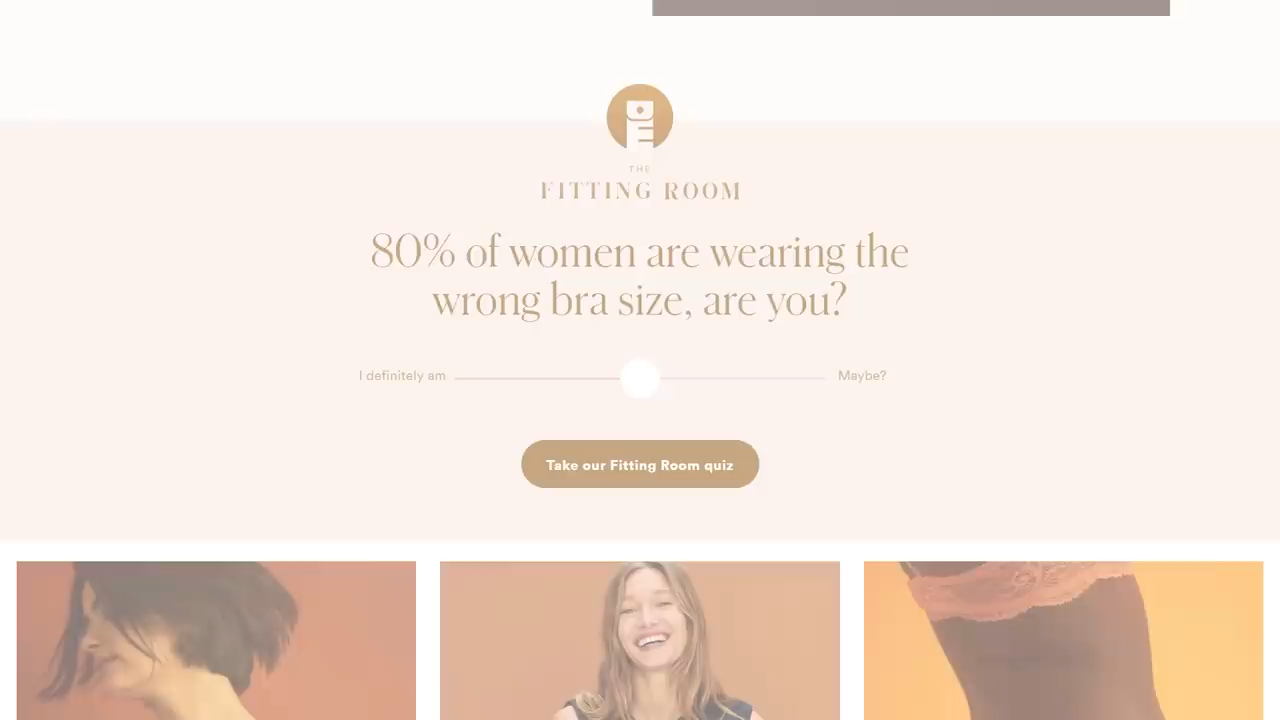 THE
FITTING ROOM
80% of women are wearing the
wrong bra size, are you?
I definitely am
Maybe?
Take our Fitting Room quiz